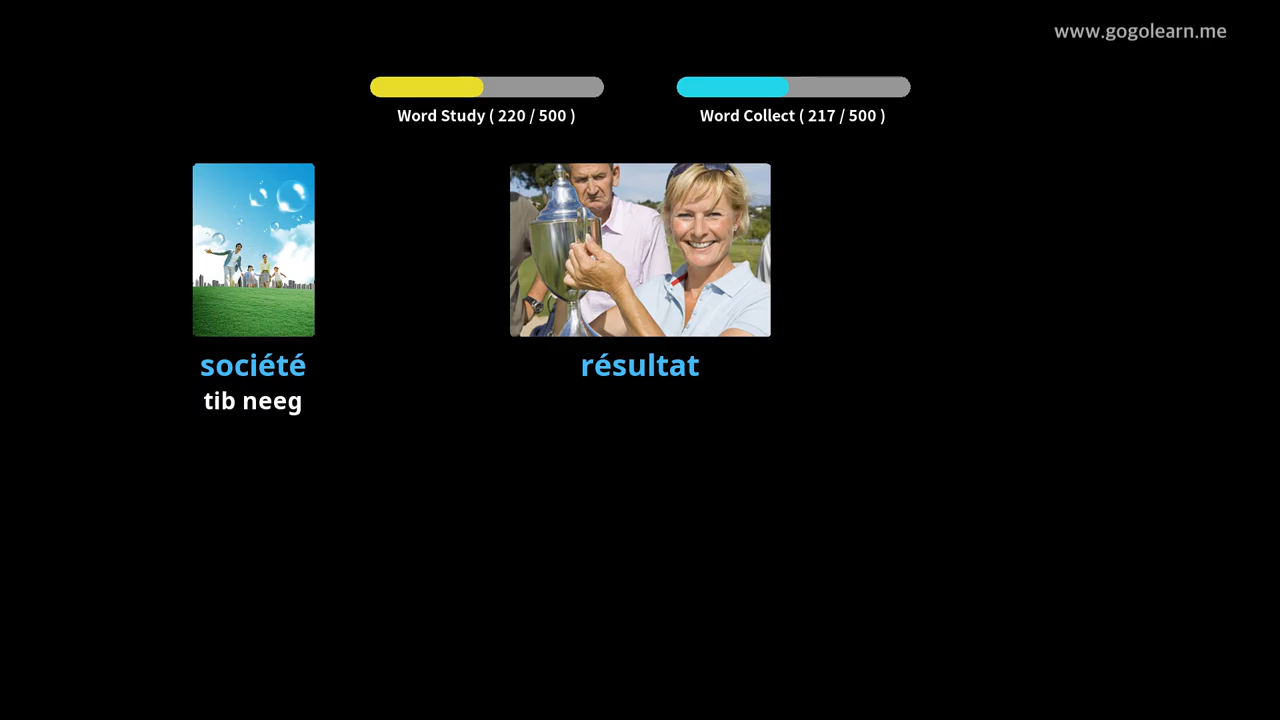 www.gogolearn.me
Word Study ( 220 / 500 )
Word Collect ( 217 / 500 )
société
tib neeg
résultat